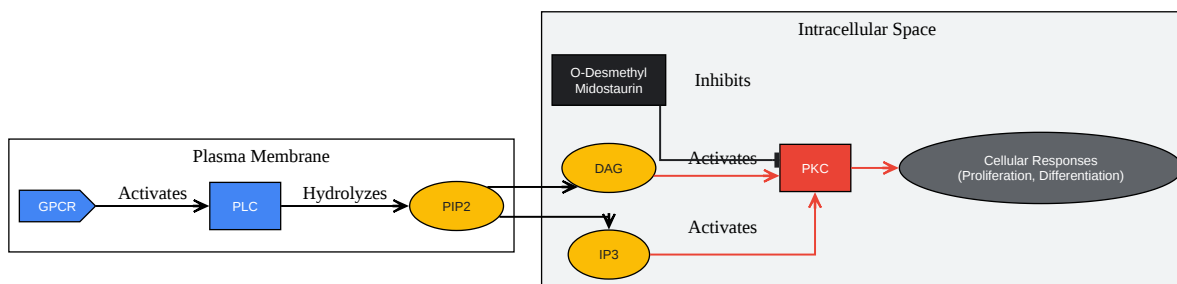 Intracellular Space
O-Desmethyl
Midostaurin
Inhibits
Plasma Membrane
GPCR
Activates
PLC
Hydrolyzes
PIP2
DAG
Activates
PKC
Cellular Responses
(Proliferation, Differentiation)
IP3
Activates